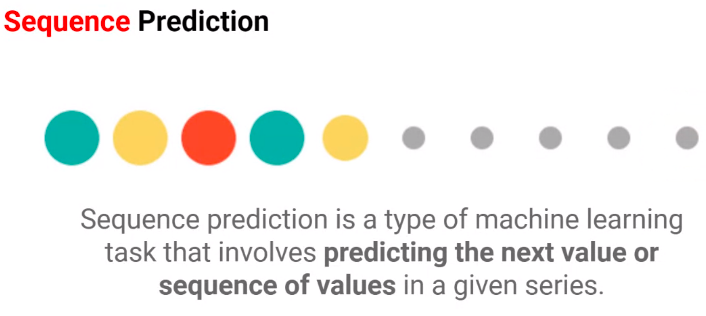 Sequence Prediction
Sequence prediction is a type of machine learning
task that involves predicting the next value or
sequence of values in a given series.